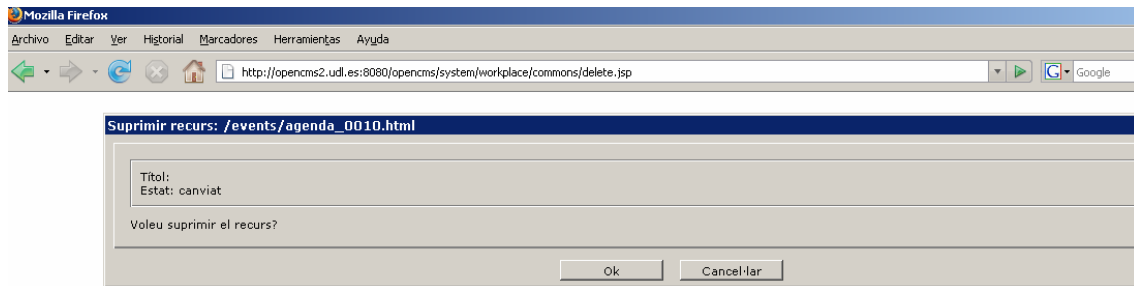 Mozilla Firefox
Archivo Editar Ver Historial Marcadores Herramientas Ayuda
http://opencms2.udl.es:8080/opencms/system/workplace/commons/delete.jsp G Google
Suprimir recurs: /events/agenda_0010.html
Títol:
Estat: canviat
Voleu suprimir el recurs?
Ok Cancel·lar